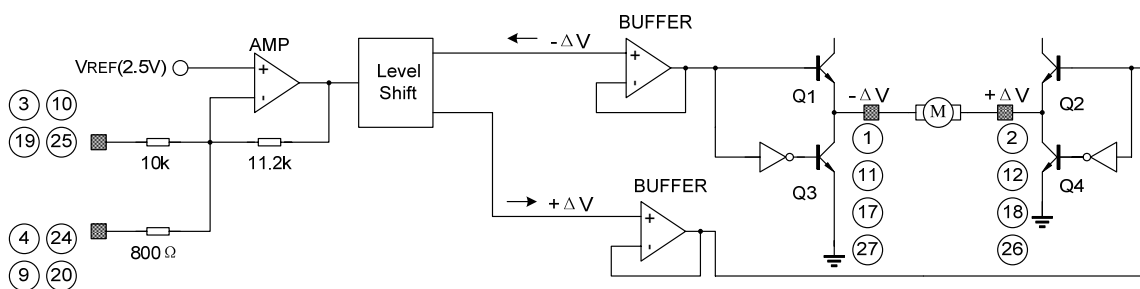 BUFFER
AMP
VREF(2.5V)
+
-
Level
Shift
-ΔV
+
-
Q1
Q2
-ΔV
M
+ΔV
3 10
19 25
10k
11.2k
1
2
Q3
Q4
11
12
17
18
27
26
BUFFER
+ΔV
+
-
4 24
9 20
800Ω